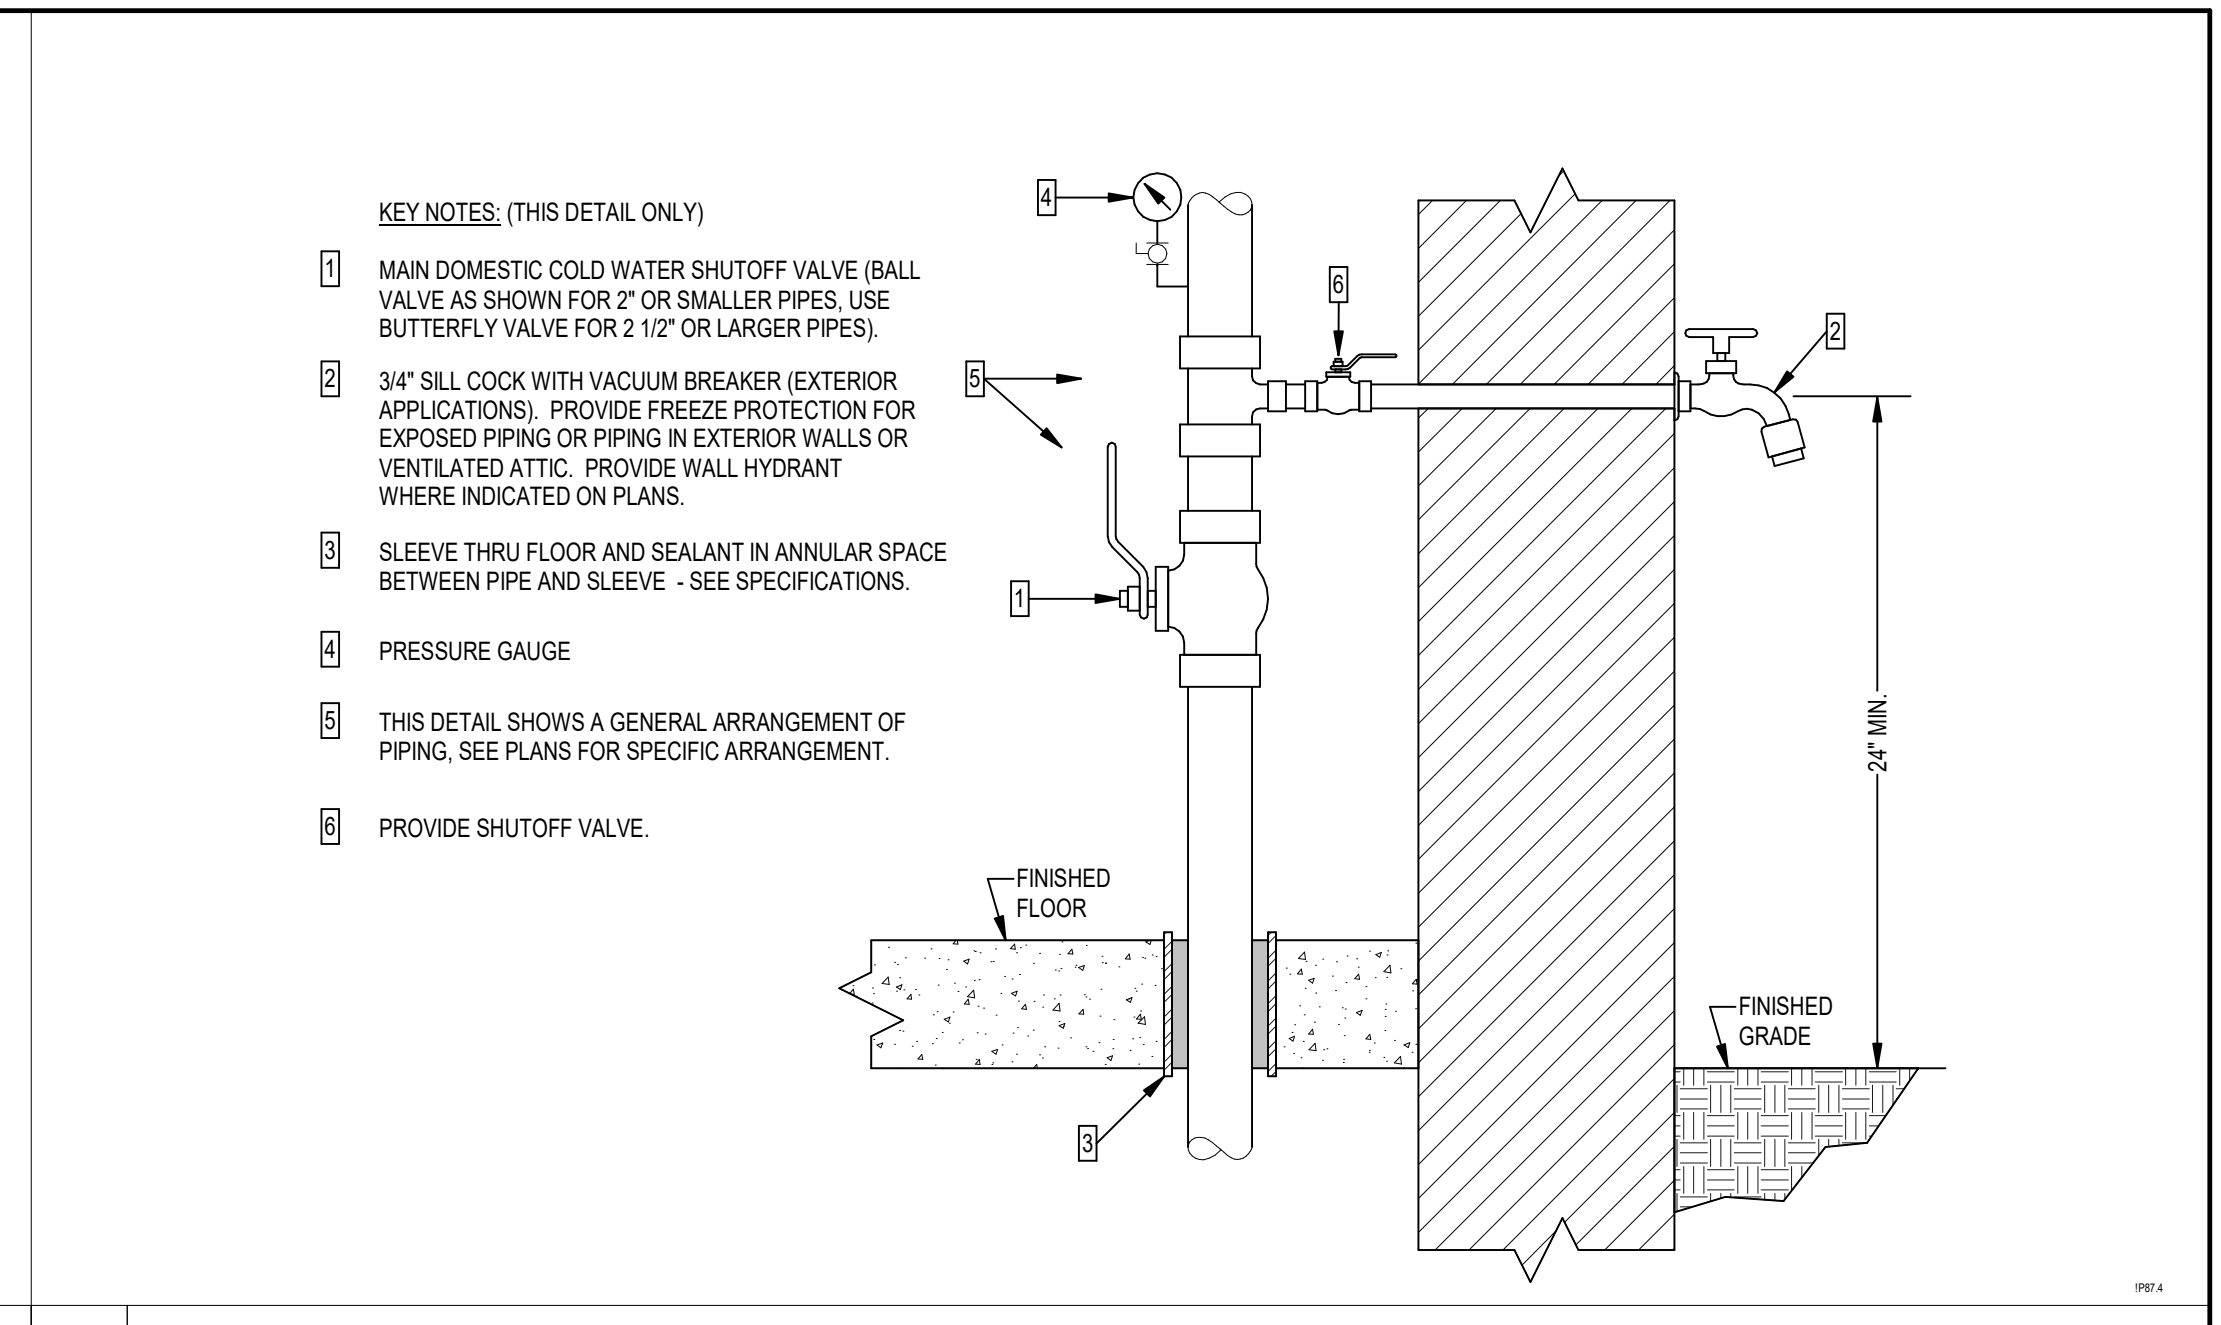 KEY NOTES: (THIS DETAIL ONLY)
1
MAIN DOMESTIC COLD WATER SHUTOFF VALVE (BALL
VALVE AS SHOWN FOR 2" OR SMALLER PIPES, USE
BUTTERFLY VALVE FOR 2 1/2" OR LARGER PIPES).
2
3/4" SILL COCK WITH VACUUM BREAKER (EXTERIOR
APPLICATIONS). PROVIDE FREEZE PROTECTION FOR
EXPOSED PIPING OR PIPING IN EXTERIOR WALLS OR
VENTILATED ATTIC. PROVIDE WALL HYDRANT
WHERE INDICATED ON PLANS.
3
SLEEVE THRU FLOOR AND SEALANT IN ANNULAR SPACE
BETWEEN PIPE AND SLEEVE - SEE SPECIFICATIONS.
4
PRESSURE GAUGE
5
THIS DETAIL SHOWS A GENERAL ARRANGEMENT OF
PIPING, SEE PLANS FOR SPECIFIC ARRANGEMENT.
6
PROVIDE SHUTOFF VALVE.
4
6
2
5
1
24" MIN.
FINISHED
FLOOR
FINISHED
GRADE
3
!P87.4